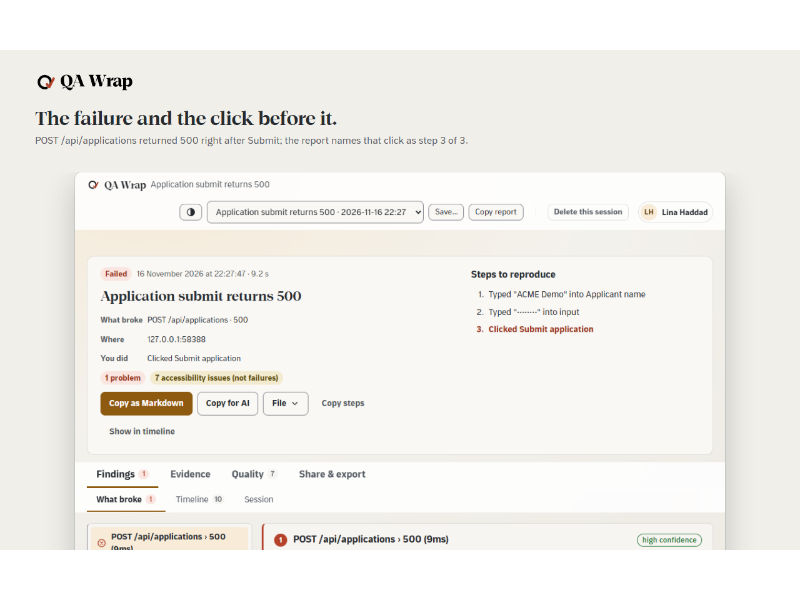 QA Wrap
The failure and the click before it.
POST /api/applications returned 500 right after Submit; the report names that click as step 3 of 3.
QA Wrap Application submit returns 500
Application submit returns 500 · 2026-11-16 22:27
Save...
Copy report
Delete this session
LH
Lina Haddad
Failed 16 November 2026 at 22:27:47 · 9.2 s
Application submit returns 500
What broke POST /api/applications · 500
Where 127.0.0.1:58388
You did Clicked Submit application
1 problem 7 accessibility issues (not failures)
Copy as Markdown
Copy for AI
File
Copy steps
Show in timeline
Steps to reproduce
1. Typed "ACME Demo" into Applicant name
2. Typed "········" into input
3. Clicked Submit application
Findings 1 Evidence Quality 7 Share & export
What broke 1 Timeline 10 Session
POST /api/applications › 500
(9ms)
1 POST /api/applications › 500 (9ms)
high confidence